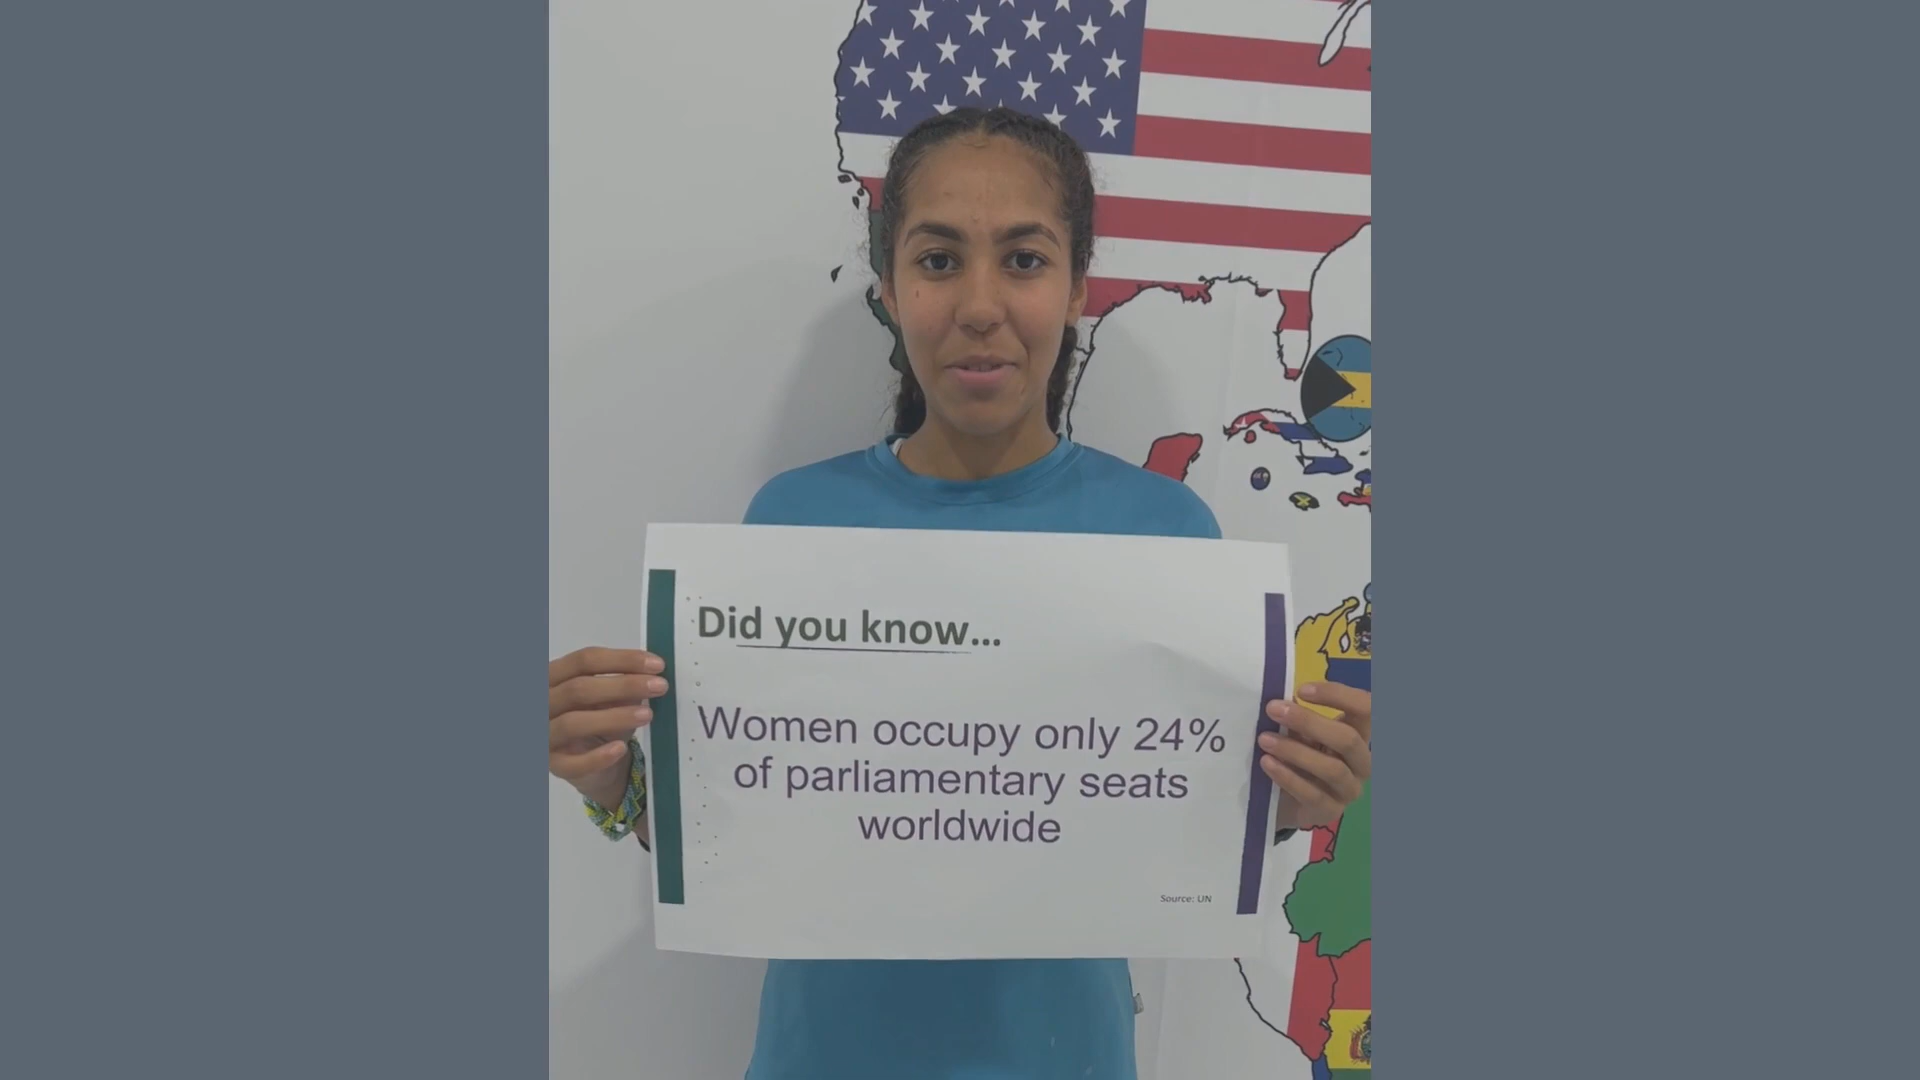 Did you know...
Women occupy only 24%
of parliamentary seats
worldwide
Source: UN